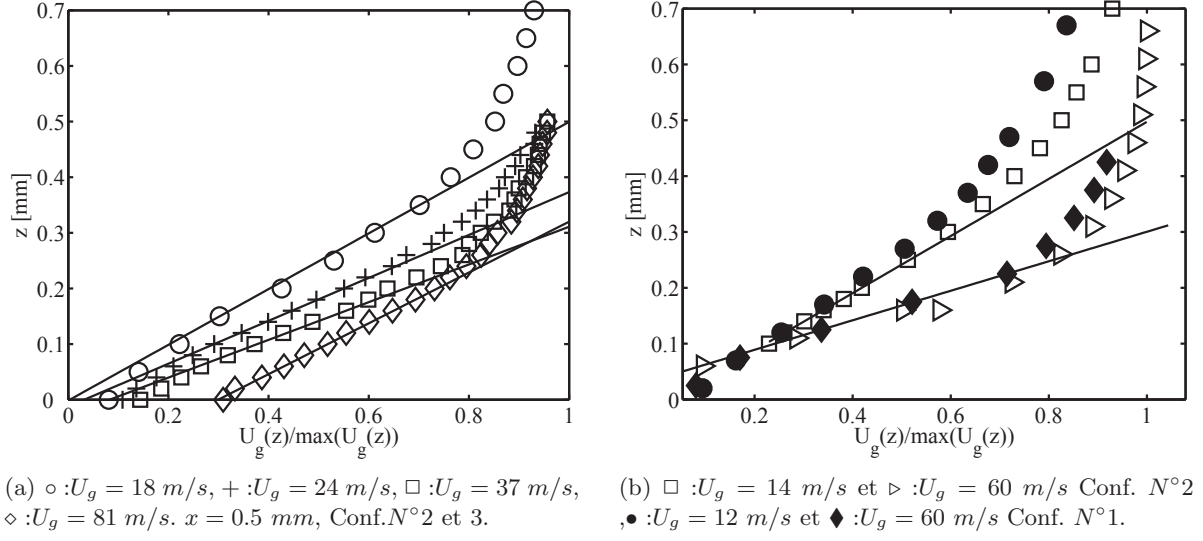 0.7
0.6
0.5
0.4
0.3
0.2
0.1
0
z [mm]
0 0.2 0.4 0.6 0.8 1
U_g(z)/max(U_g(z))
0.7
0.6
0.5
0.4
0.3
0.2
0.1
0
z [mm]
0.2 0.4 0.6 0.8 1
U_g(z)/max(U_g(z))
(a) ○ :U_g = 18 m/s, + :U_g = 24 m/s, □ :U_g = 37 m/s,
◇ :U_g = 81 m/s. x = 0.5 mm, Conf.N°2 et 3.
(b) □ :U_g = 14 m/s et ▷ :U_g = 60 m/s Conf. N°2
,● :U_g = 12 m/s et ◆ :U_g = 60 m/s Conf. N°1.